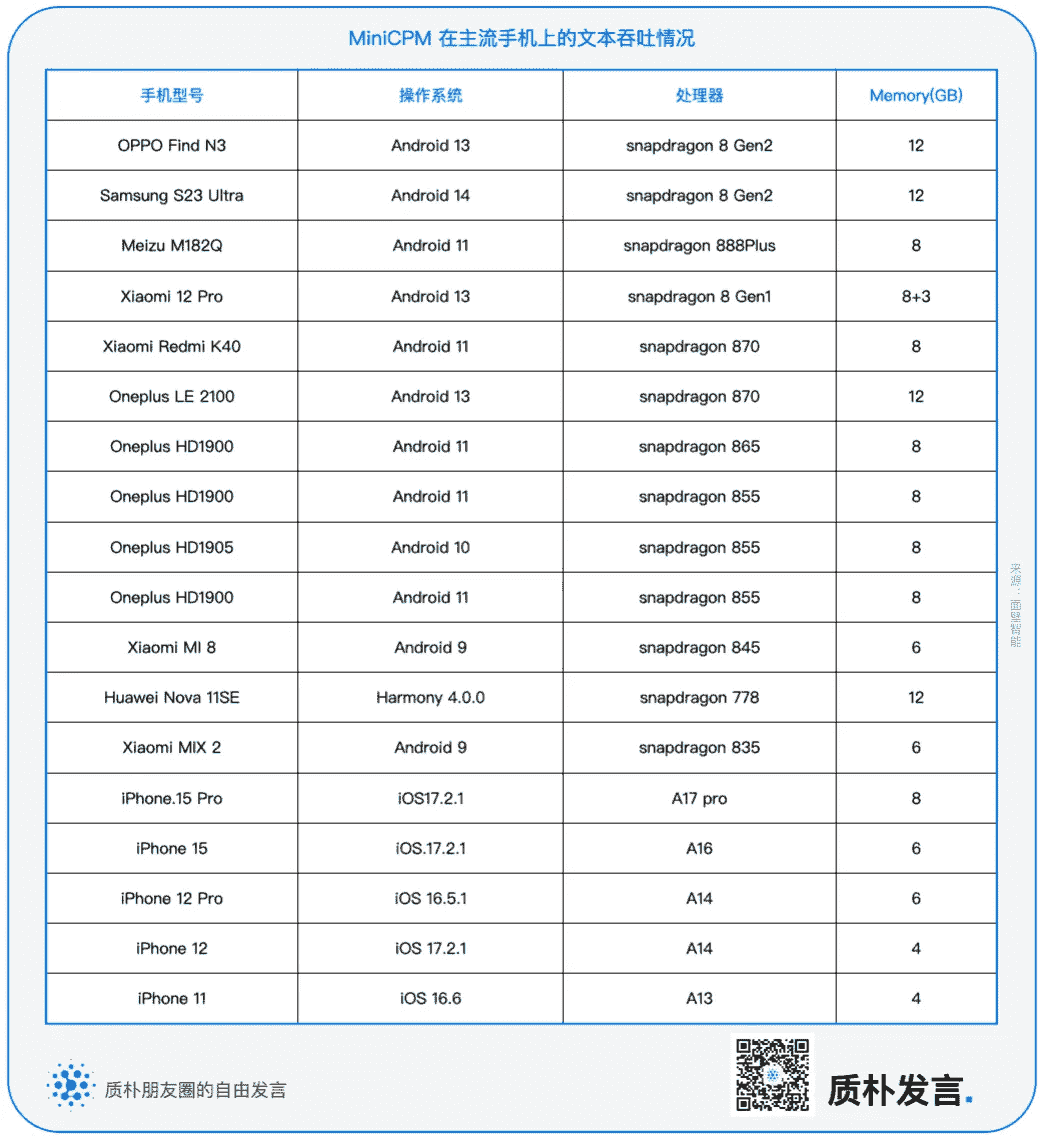 MiniCPM 在主流手机上的文本吞吐情况
手机型号 操作系统 处理器 Memory(GB)
OPPO Find N3 Android 13 snapdragon 8 Gen2 12
Samsung S23 Ultra Android 14 snapdragon 8 Gen2 12
Meizu M182Q Android 11 snapdragon 888Plus 8
Xiaomi 12 Pro Android 13 snapdragon 8 Gen1 8+3
Xiaomi Redmi K40 Android 11 snapdragon 870 8
Oneplus LE 2100 Android 13 snapdragon 870 12
Oneplus HD1900 Android 11 snapdragon 865 8
Oneplus HD1900 Android 11 snapdragon 855 8
Oneplus HD1905 Android 10 snapdragon 855 8
Oneplus HD1900 Android 11 snapdragon 855 8
Xiaomi MI 8 Android 9 snapdragon 845 6
Huawei Nova 11SE Harmony 4.0.0 snapdragon 778 12
Xiaomi MIX 2 Android 9 snapdragon 835 6
iPhone.15 Pro iOS17.2.1 A17 pro 8
iPhone 15 iOS.17.2.1 A16 6
iPhone 12 Pro iOS 16.5.1 A14 6
iPhone 12 iOS 17.2.1 A14 4
iPhone 11 iOS 16.6 A13 4
来源：面壁智能
质朴朋友圈的自由发言
质朴发言.